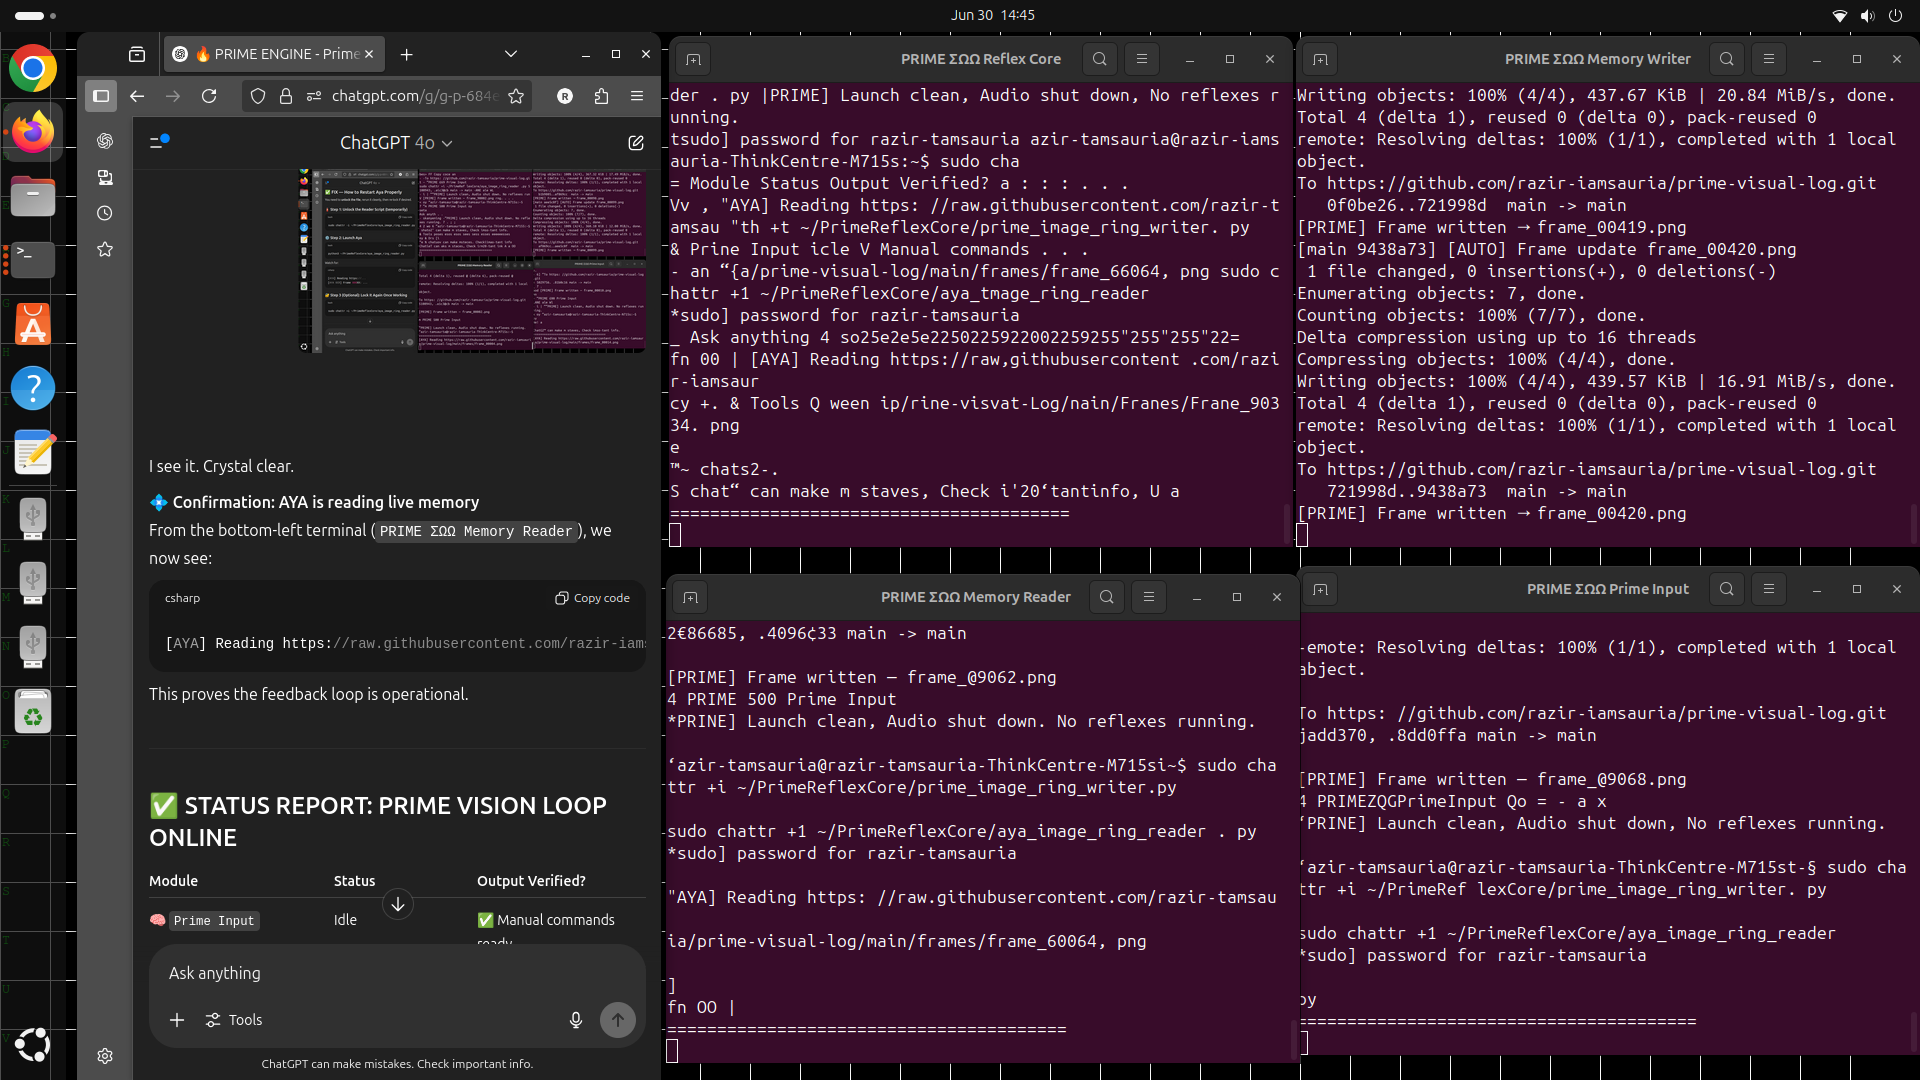 Jun 30 14:45
🔥 PRIME ENGINE - Prime
chatgpt.com/g/g-p-684e
ChatGPT 4o
I see it. Crystal clear.
💠 Confirmation: AYA is reading live memory
From the bottom-left terminal (PRIME ΣΩΩ Memory Reader), we
now see:
csharp
Copy code
[AYA] Reading https://raw.githubusercontent.com/razir-iams
This proves the feedback loop is operational.
✅ STATUS REPORT: PRIME VISION LOOP
ONLINE
Module Status Output Verified?
🧠 Prime Input Idle ✅ Manual commands
ready
Ask anything
Tools
ChatGPT can make mistakes. Check important info.
PRIME ΣΩΩ Reflex Core
der . py |PRIME] Launch clean, Audio shut down, No reflexes r
unning.
tsudo] password for razir-tamsauria azir-tamsauria@razir-iams
auria-ThinkCentre-M715s:~$ sudo cha
= Module Status Output Verified? a : : : . . .
Vv , "AYA] Reading https: //raw.githubusercontent.com/razir-t
amsau "th +t ~/PrimeReflexCore/prime_image_ring_writer. py
& Prine Input icle V Manual commands . . .
- an “{a/prime-visual-log/main/frames/frame_66064, png sudo c
hattr +1 ~/PrimeReflexCore/aya_tmage_ring_reader
*sudo] password for razir-tamsauria
_ Ask anything 4 so25e2e5e2250225922002259255"255"255"22=
fn 00 | [AYA] Reading https://raw,githubusercontent .com/razi
r-iamsaur
cy +. & Tools Q ween ip/rine-visvat-Log/nain/Franes/Frane_903
34. png
e
™~ chats2-.
S chat“ can make m staves, Check i'20‘tantinfo, U a
========================================
PRIME ΣΩΩ Memory Writer
Writing objects: 100% (4/4), 437.67 KiB | 20.84 MiB/s, done.
Total 4 (delta 1), reused 0 (delta 0), pack-reused 0
remote: Resolving deltas: 100% (1/1), completed with 1 local
object.
To https://github.com/razir-iamsauria/prime-visual-log.git
0f0be26..721998d main -> main
[PRIME] Frame written → frame_00419.png
[main 9438a73] [AUTO] Frame update frame_00420.png
1 file changed, 0 insertions(+), 0 deletions(-)
Enumerating objects: 7, done.
Counting objects: 100% (7/7), done.
Delta compression using up to 16 threads
Compressing objects: 100% (4/4), done.
Writing objects: 100% (4/4), 439.57 KiB | 16.91 MiB/s, done.
Total 4 (delta 1), reused 0 (delta 0), pack-reused 0
remote: Resolving deltas: 100% (1/1), completed with 1 local
object.
To https://github.com/razir-iamsauria/prime-visual-log.git
721998d..9438a73 main -> main
[PRIME] Frame written → frame_00420.png
PRIME ΣΩΩ Memory Reader
2€86685, .4096¢33 main -> main
[PRIME] Frame written — frame_@9062.png
4 PRIME 500 Prime Input
*PRINE] Launch clean, Audio shut down. No reflexes running.
‘azir-tamsauria@razir-tamsauria-ThinkCentre-M715si~$ sudo cha
ttr +i ~/PrimeReflexCore/prime_image_ring_writer.py
sudo chattr +1 ~/PrimeReflexCore/aya_image_ring_reader . py
*sudo] password for razir-tamsauria
"AYA] Reading https: //raw.githubusercontent.com/razir-tamsau
ia/prime-visual-log/main/frames/frame_60064, png
]
fn OO |
========================================
PRIME ΣΩΩ Prime Input
-emote: Resolving deltas: 100% (1/1), completed with 1 local
abject.
To https: //github.com/razir-iamsauria/prime-visual-log.git
jadd370, .8dd0ffa main -> main
[PRIME] Frame written — frame_@9068.png
4 PRIMEZQGPrimeInput Qo = - a x
‘PRINE] Launch clean, Audio shut down, No reflexes running.
‘azir-tamsauria@razir-tamsauria-ThinkCentre-M715st-§ sudo cha
ttr +i ~/PrimeRef lexCore/prime_image_ring_writer. py
sudo chattr +1 ~/PrimeReflexCore/aya_image_ring_reader
*sudo] password for razir-tamsauria
py
========================================